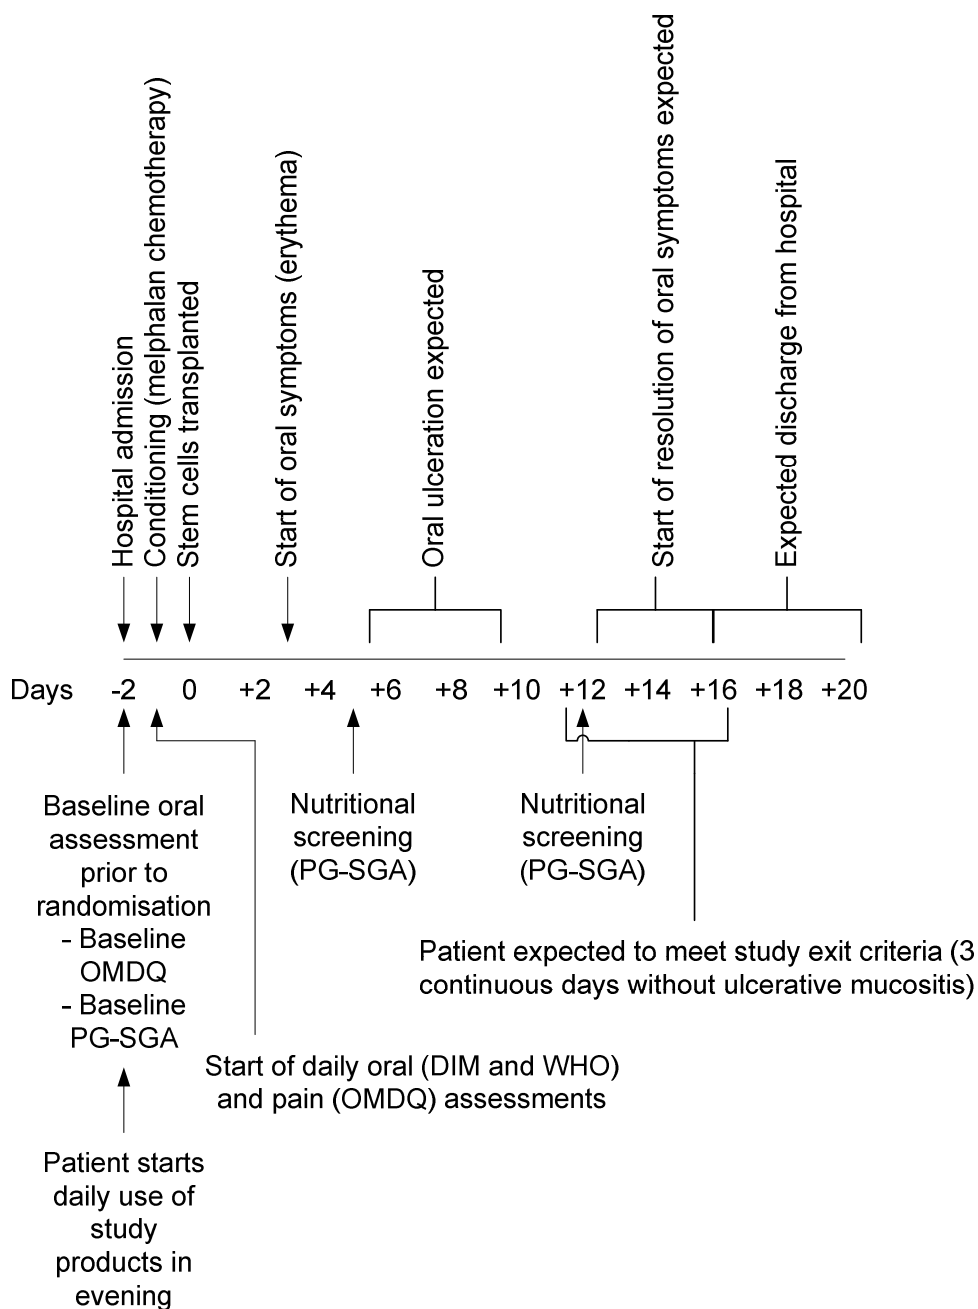 Hospital admission
Conditioning (melphalan chemotherapy)
Stem cells transplanted
Start of oral symptoms (erythema)
Oral ulceration expected
Start of resolution of oral symptoms expected
Expected discharge from hospital
Days -2 0 +2 +4 +6 +8 +10 +12 +14 +16 +18 +20
Baseline oral
assessment
prior to
randomisation
- Baseline
OMDQ
- Baseline
PG-SGA
Nutritional
screening
(PG-SGA)
Nutritional
screening
(PG-SGA)
Patient expected to meet study exit criteria (3
continuous days without ulcerative mucositis)
Start of daily oral (DIM and WHO)
and pain (OMDQ) assessments
Patient starts
daily use of
study
products in
evening